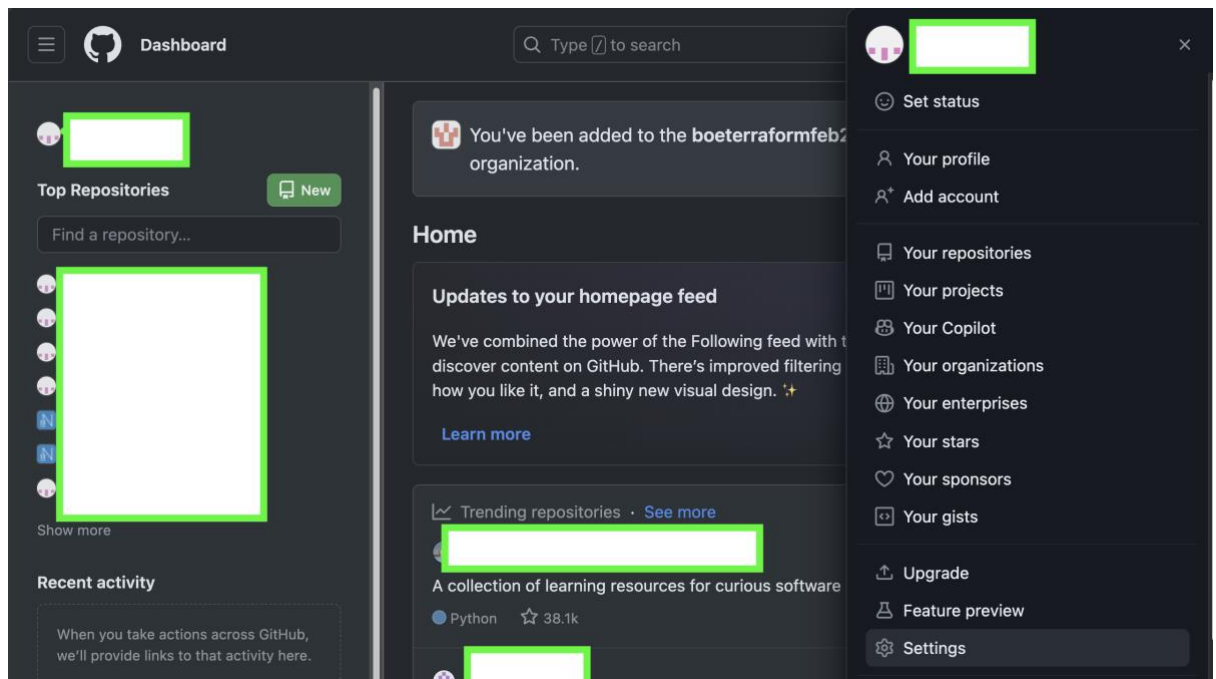 Dashboard
Type / to search
Top Repositories
New
Find a repository...
Show more
Recent activity
When you take actions across GitHub,
we'll provide links to that activity here.
You've been added to the boeterraformfeb2
organization.
Home
Updates to your homepage feed
We've combined the power of the Following feed with t
discover content on GitHub. There's improved filtering
how you like it, and a shiny new visual design. ✨
Learn more
Trending repositories · See more
A collection of learning resources for curious software
Python 38.1k
Set status
Your profile
Add account
Your repositories
Your projects
Your Copilot
Your organizations
Your enterprises
Your stars
Your sponsors
Your gists
Upgrade
Feature preview
Settings